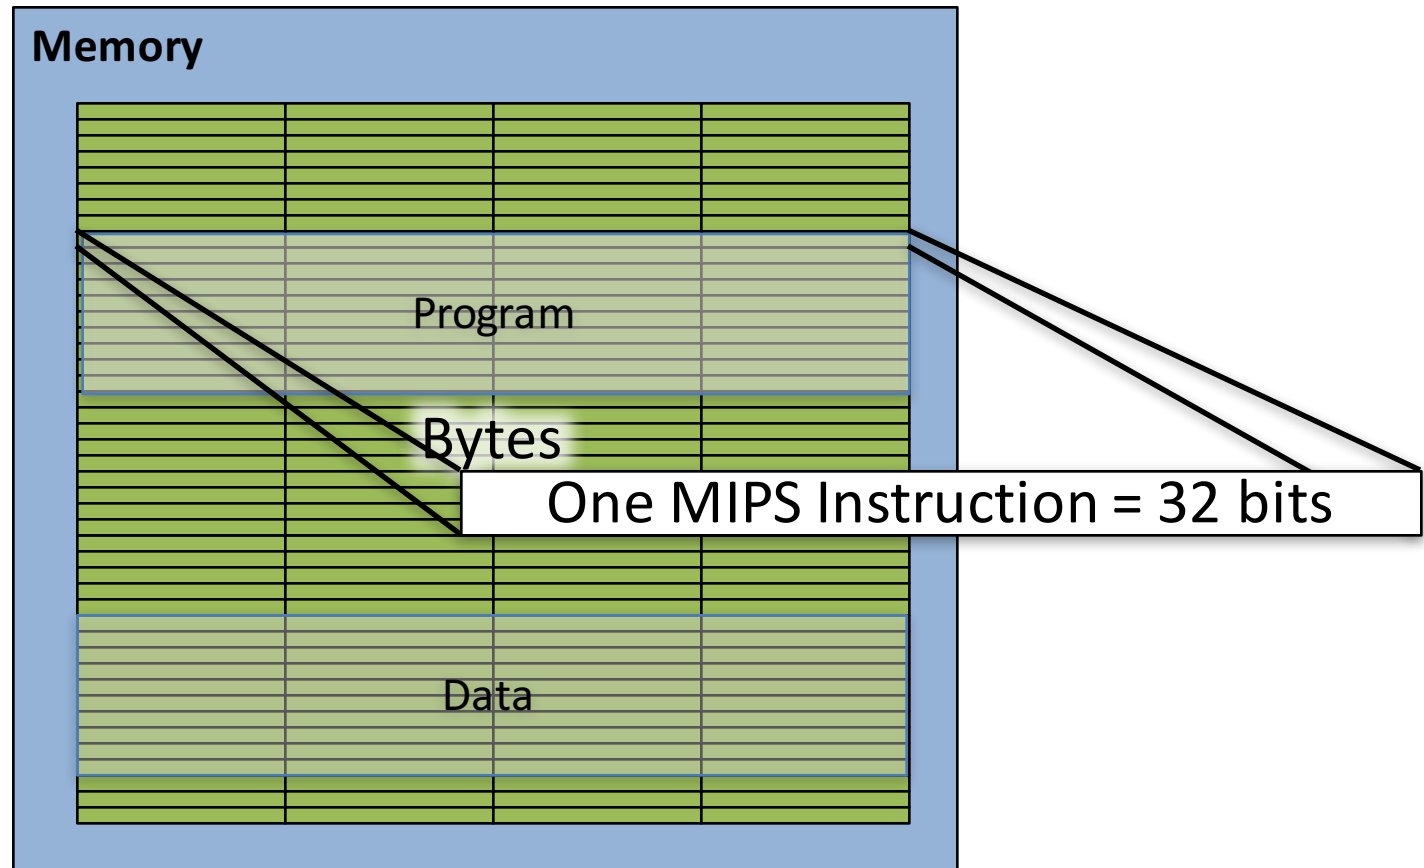 Memory
Program
Bytes
One MIPS Instruction = 32 bits
Data